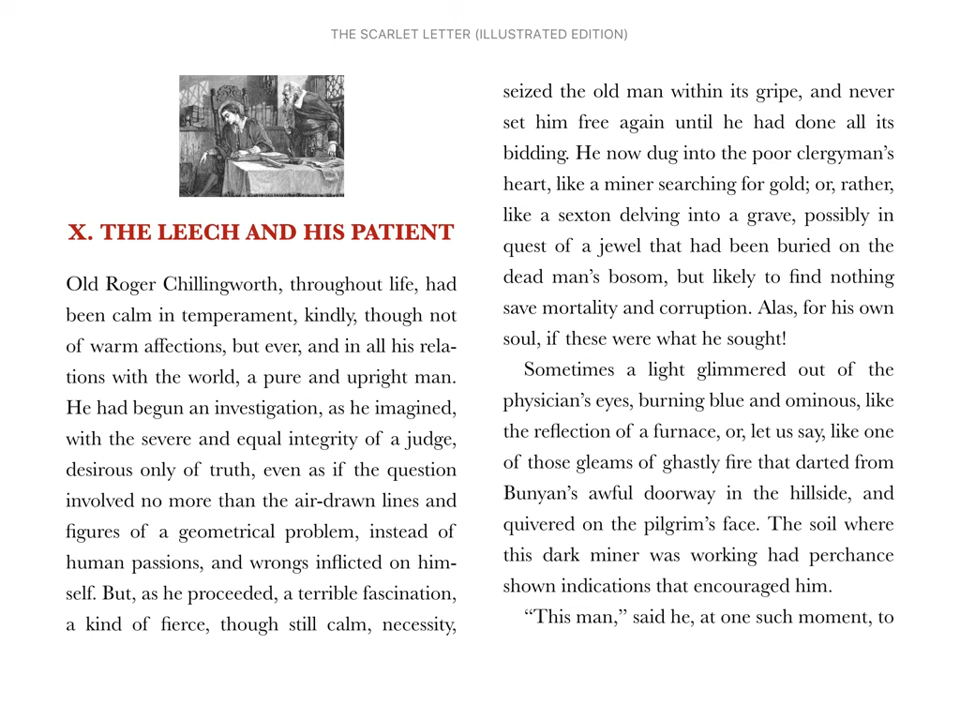 THE SCARLET LETTER (ILLUSTRATED EDITION)
X. THE LEECH AND HIS PATIENT
Old Roger Chillingworth, throughout life, had
been calm in temperament, kindly, though not
of warm affections, but ever, and in all his rela-
tions with the world, a pure and upright man.
He had begun an investigation, as he imagined,
with the severe and equal integrity of a judge,
desirous only of truth, even as if the question
involved no more than the air-drawn lines and
figures of a geometrical problem, instead of
human passions, and wrongs inflicted on him-
self. But, as he proceeded, a terrible fascination,
a kind of fierce, though still calm, necessity,
seized the old man within its gripe, and never
set him free again until he had done all its
bidding. He now dug into the poor clergyman’s
heart, like a miner searching for gold; or, rather,
like a sexton delving into a grave, possibly in
quest of a jewel that had been buried on the
dead man’s bosom, but likely to find nothing
save mortality and corruption. Alas, for his own
soul, if these were what he sought!
Sometimes a light glimmered out of the
physician’s eyes, burning blue and ominous, like
the reflection of a furnace, or, let us say, like one
of those gleams of ghastly fire that darted from
Bunyan’s awful doorway in the hillside, and
quivered on the pilgrim’s face. The soil where
this dark miner was working had perchance
shown indications that encouraged him.
“This man,” said he, at one such moment, to